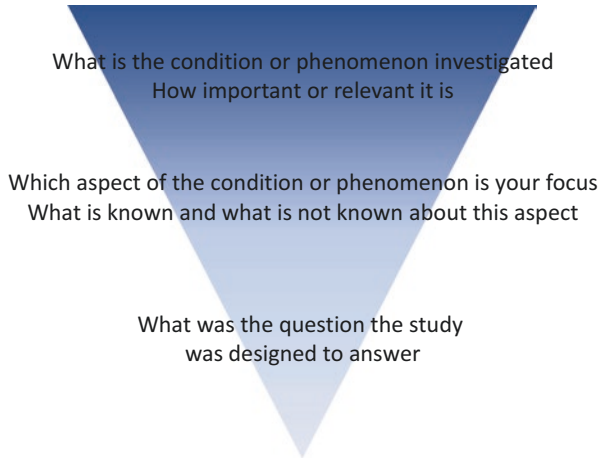 What is the condition or phenomenon investigated
How important or relevant it is
Which aspect of the condition or phenomenon is your focus
What is known and what is not known about this aspect
What was the question the study
was designed to answer